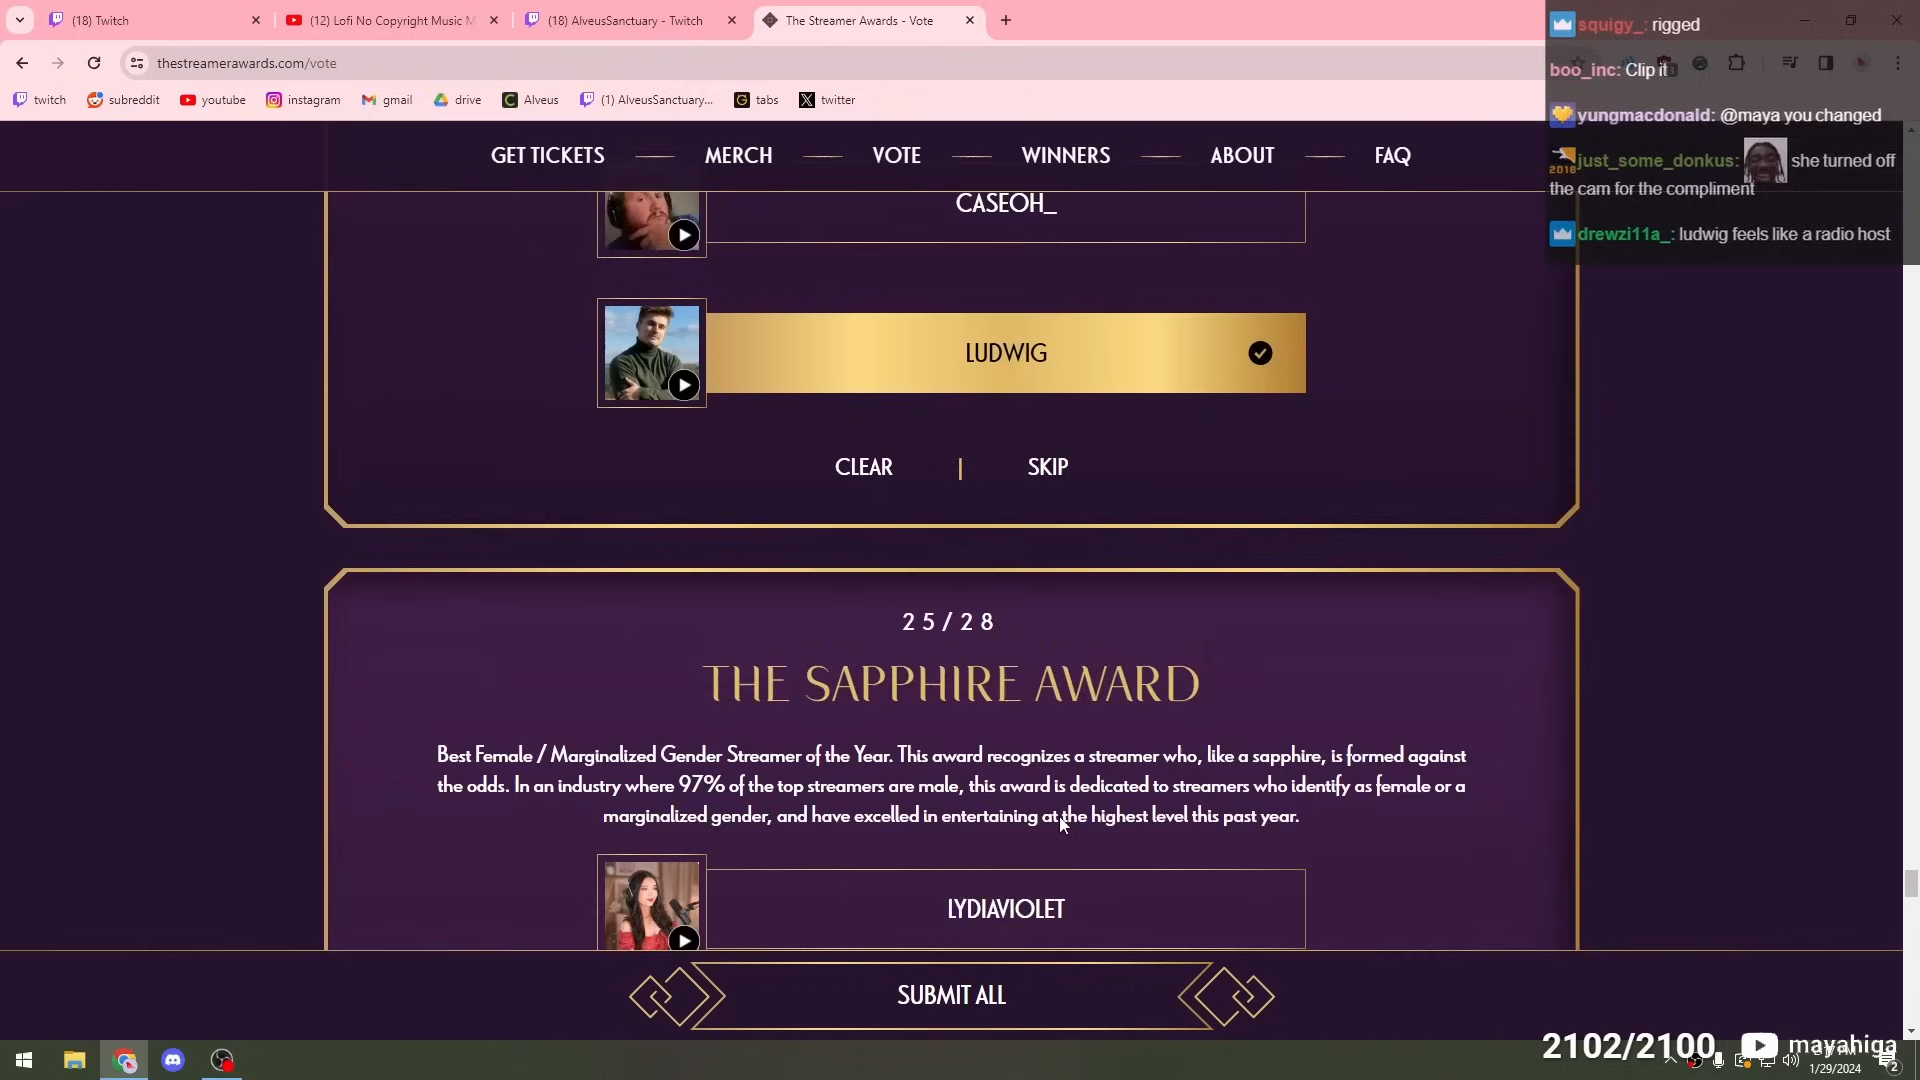 (18) Twitch
(12) Lofi No Copyright Music M
(18) AlveusSanctuary - Twitch
The Streamer Awards - Vote
thestreamerawards.com/vote
twitch
subreddit
youtube
instagram
gmail
drive
Alveus
(1) AlveusSanctuary...
tabs
twitter
squigy_: rigged
boo_inc: Clip it
yungmacdonald: @maya you changed
2018 just_some_donkus: she turned off
the cam for the compliment
drewzi11a_: ludwig feels like a radio host
GET TICKETS
MERCH
VOTE
WINNERS
ABOUT
FAQ
CASEOH_
LUDWIG
CLEAR | SKIP
25/28
THE SAPPHIRE AWARD
Best Female / Marginalized Gender Streamer of the Year. This award recognizes a streamer who, like a sapphire, is formed against
the odds. In an industry where 97% of the top streamers are male, this award is dedicated to streamers who identify as female or a
marginalized gender, and have excelled in entertaining at the highest level this past year.
LYDIAVIOLET
SUBMIT ALL
2102/2100
mayahiga
1/29/2024
2